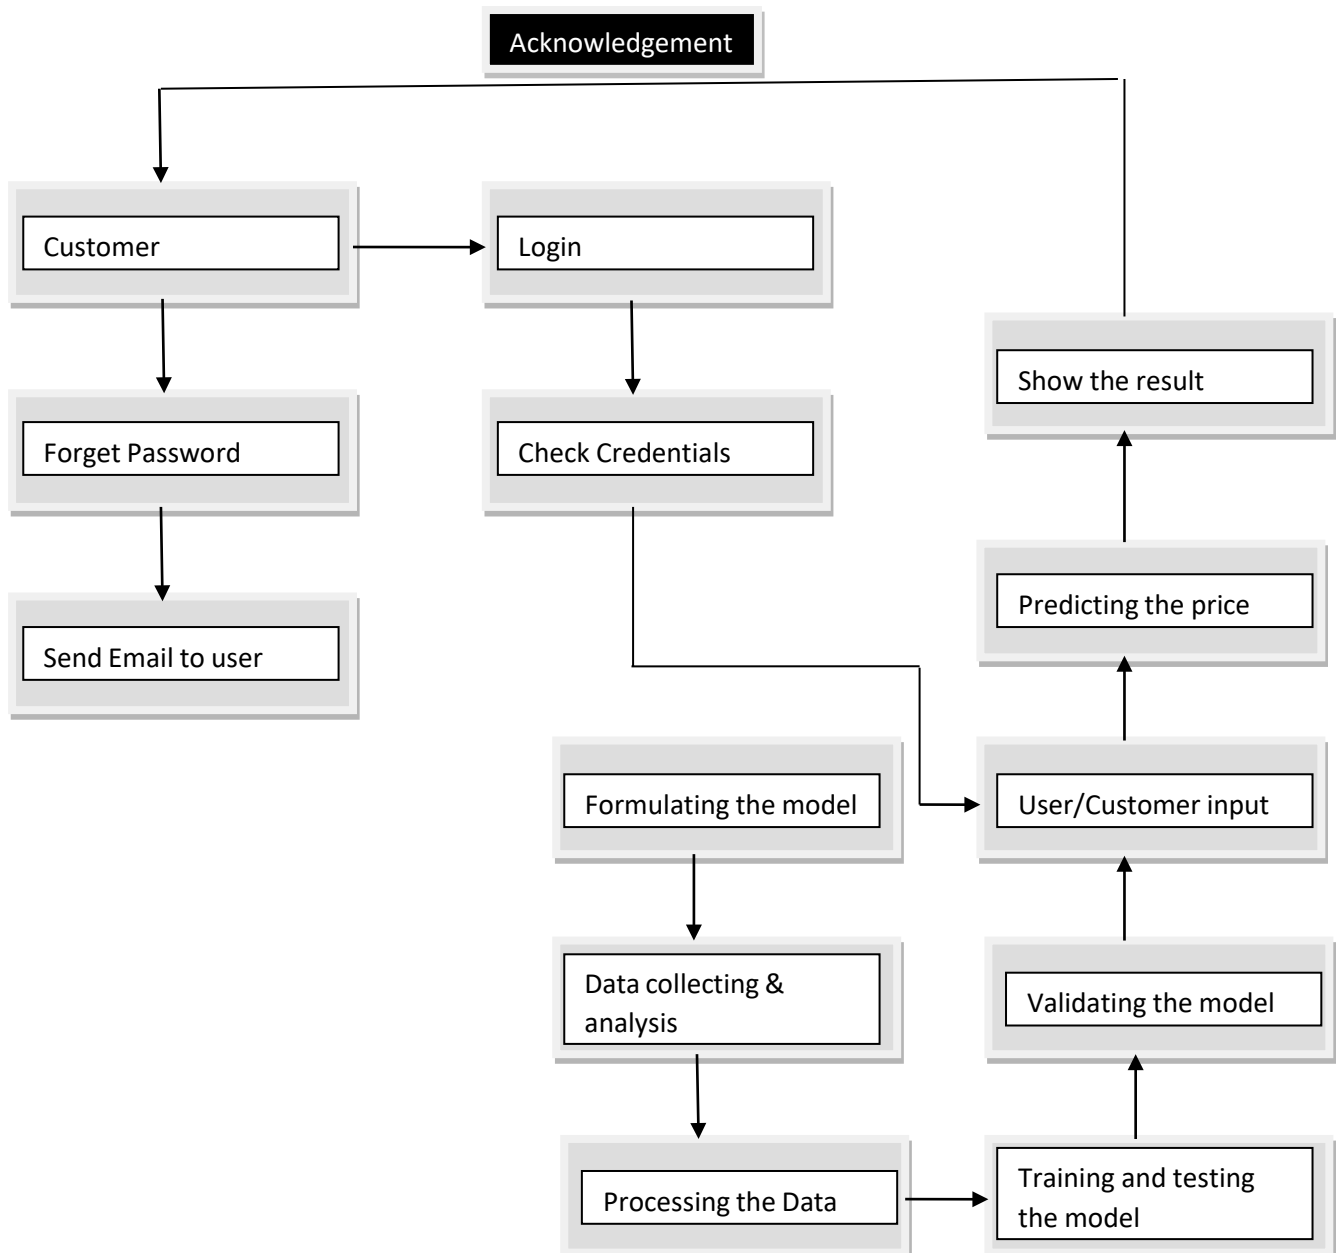 Acknowledgement
Customer
Login
Show the result
Forget Password
Check Credentials
Predicting the price
Send Email to user
Formulating the model
User/Customer input
Data collecting &
analysis
Validating the model
Processing the Data
Training and testing
the model